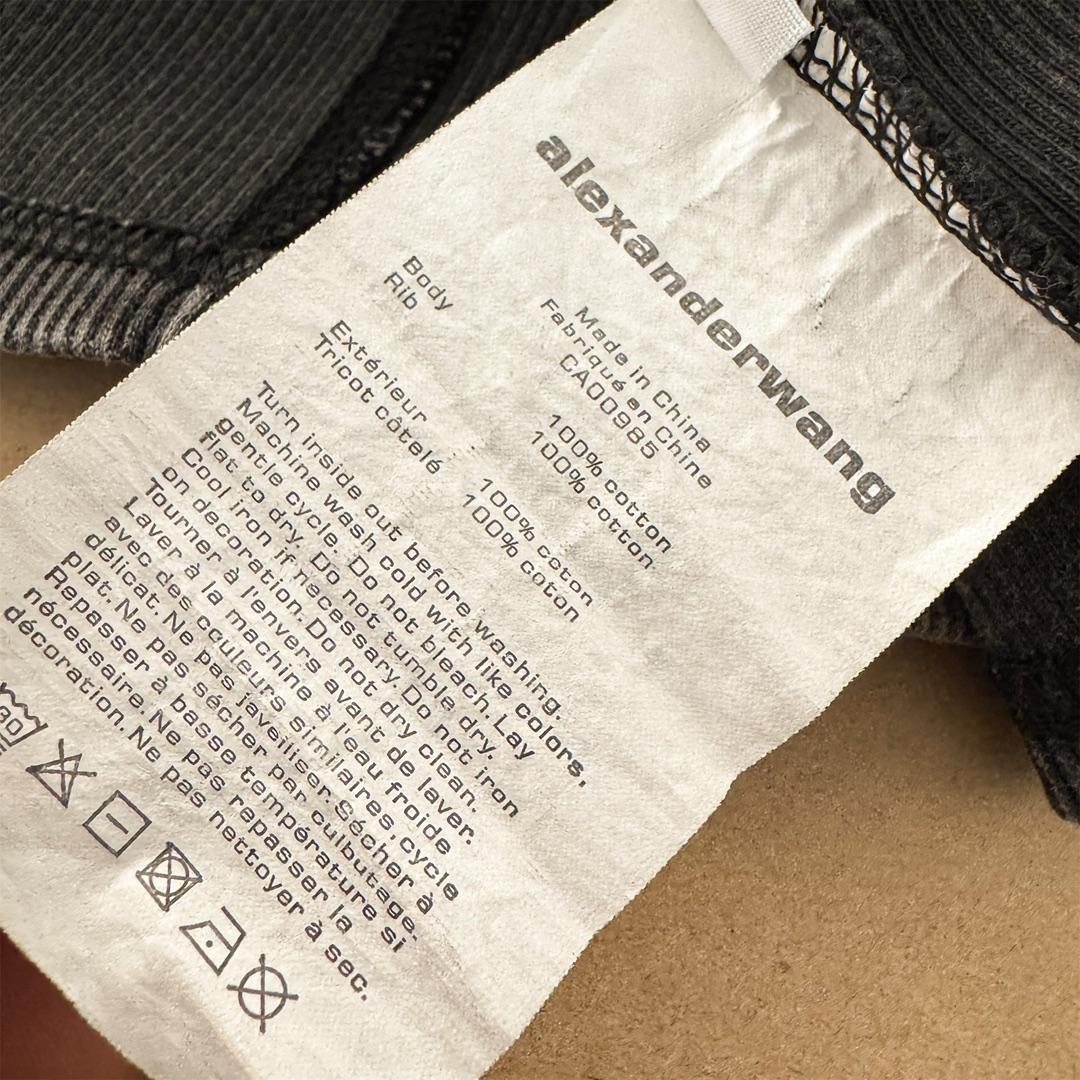 alexanderwang
Made in China
Fabriqué en Chine
CA00985
Body 100% cotton
Rib 100% cotton
Extérieur 100% coton
Tricot côtelé 100% coton
Turn inside out before washing.
Machine wash cold with like colors,
gentle cycle. Do not bleach. Lay
flat to dry. Do not tumble dry.
Cool iron if necessary. Do not iron
on decoration. Do not dry clean.
Tourner à l'envers avant de laver.
Laver à la machine à l'eau froide
avec des couleurs similaires, cycle
délicat. Ne pas javeiliser. Sécher à
plat. Ne pas sécher par culbutage.
Repasser à basse température si
nécessaire. Ne pas repasser la
décoration. Ne pas nettoyer à sec.
30